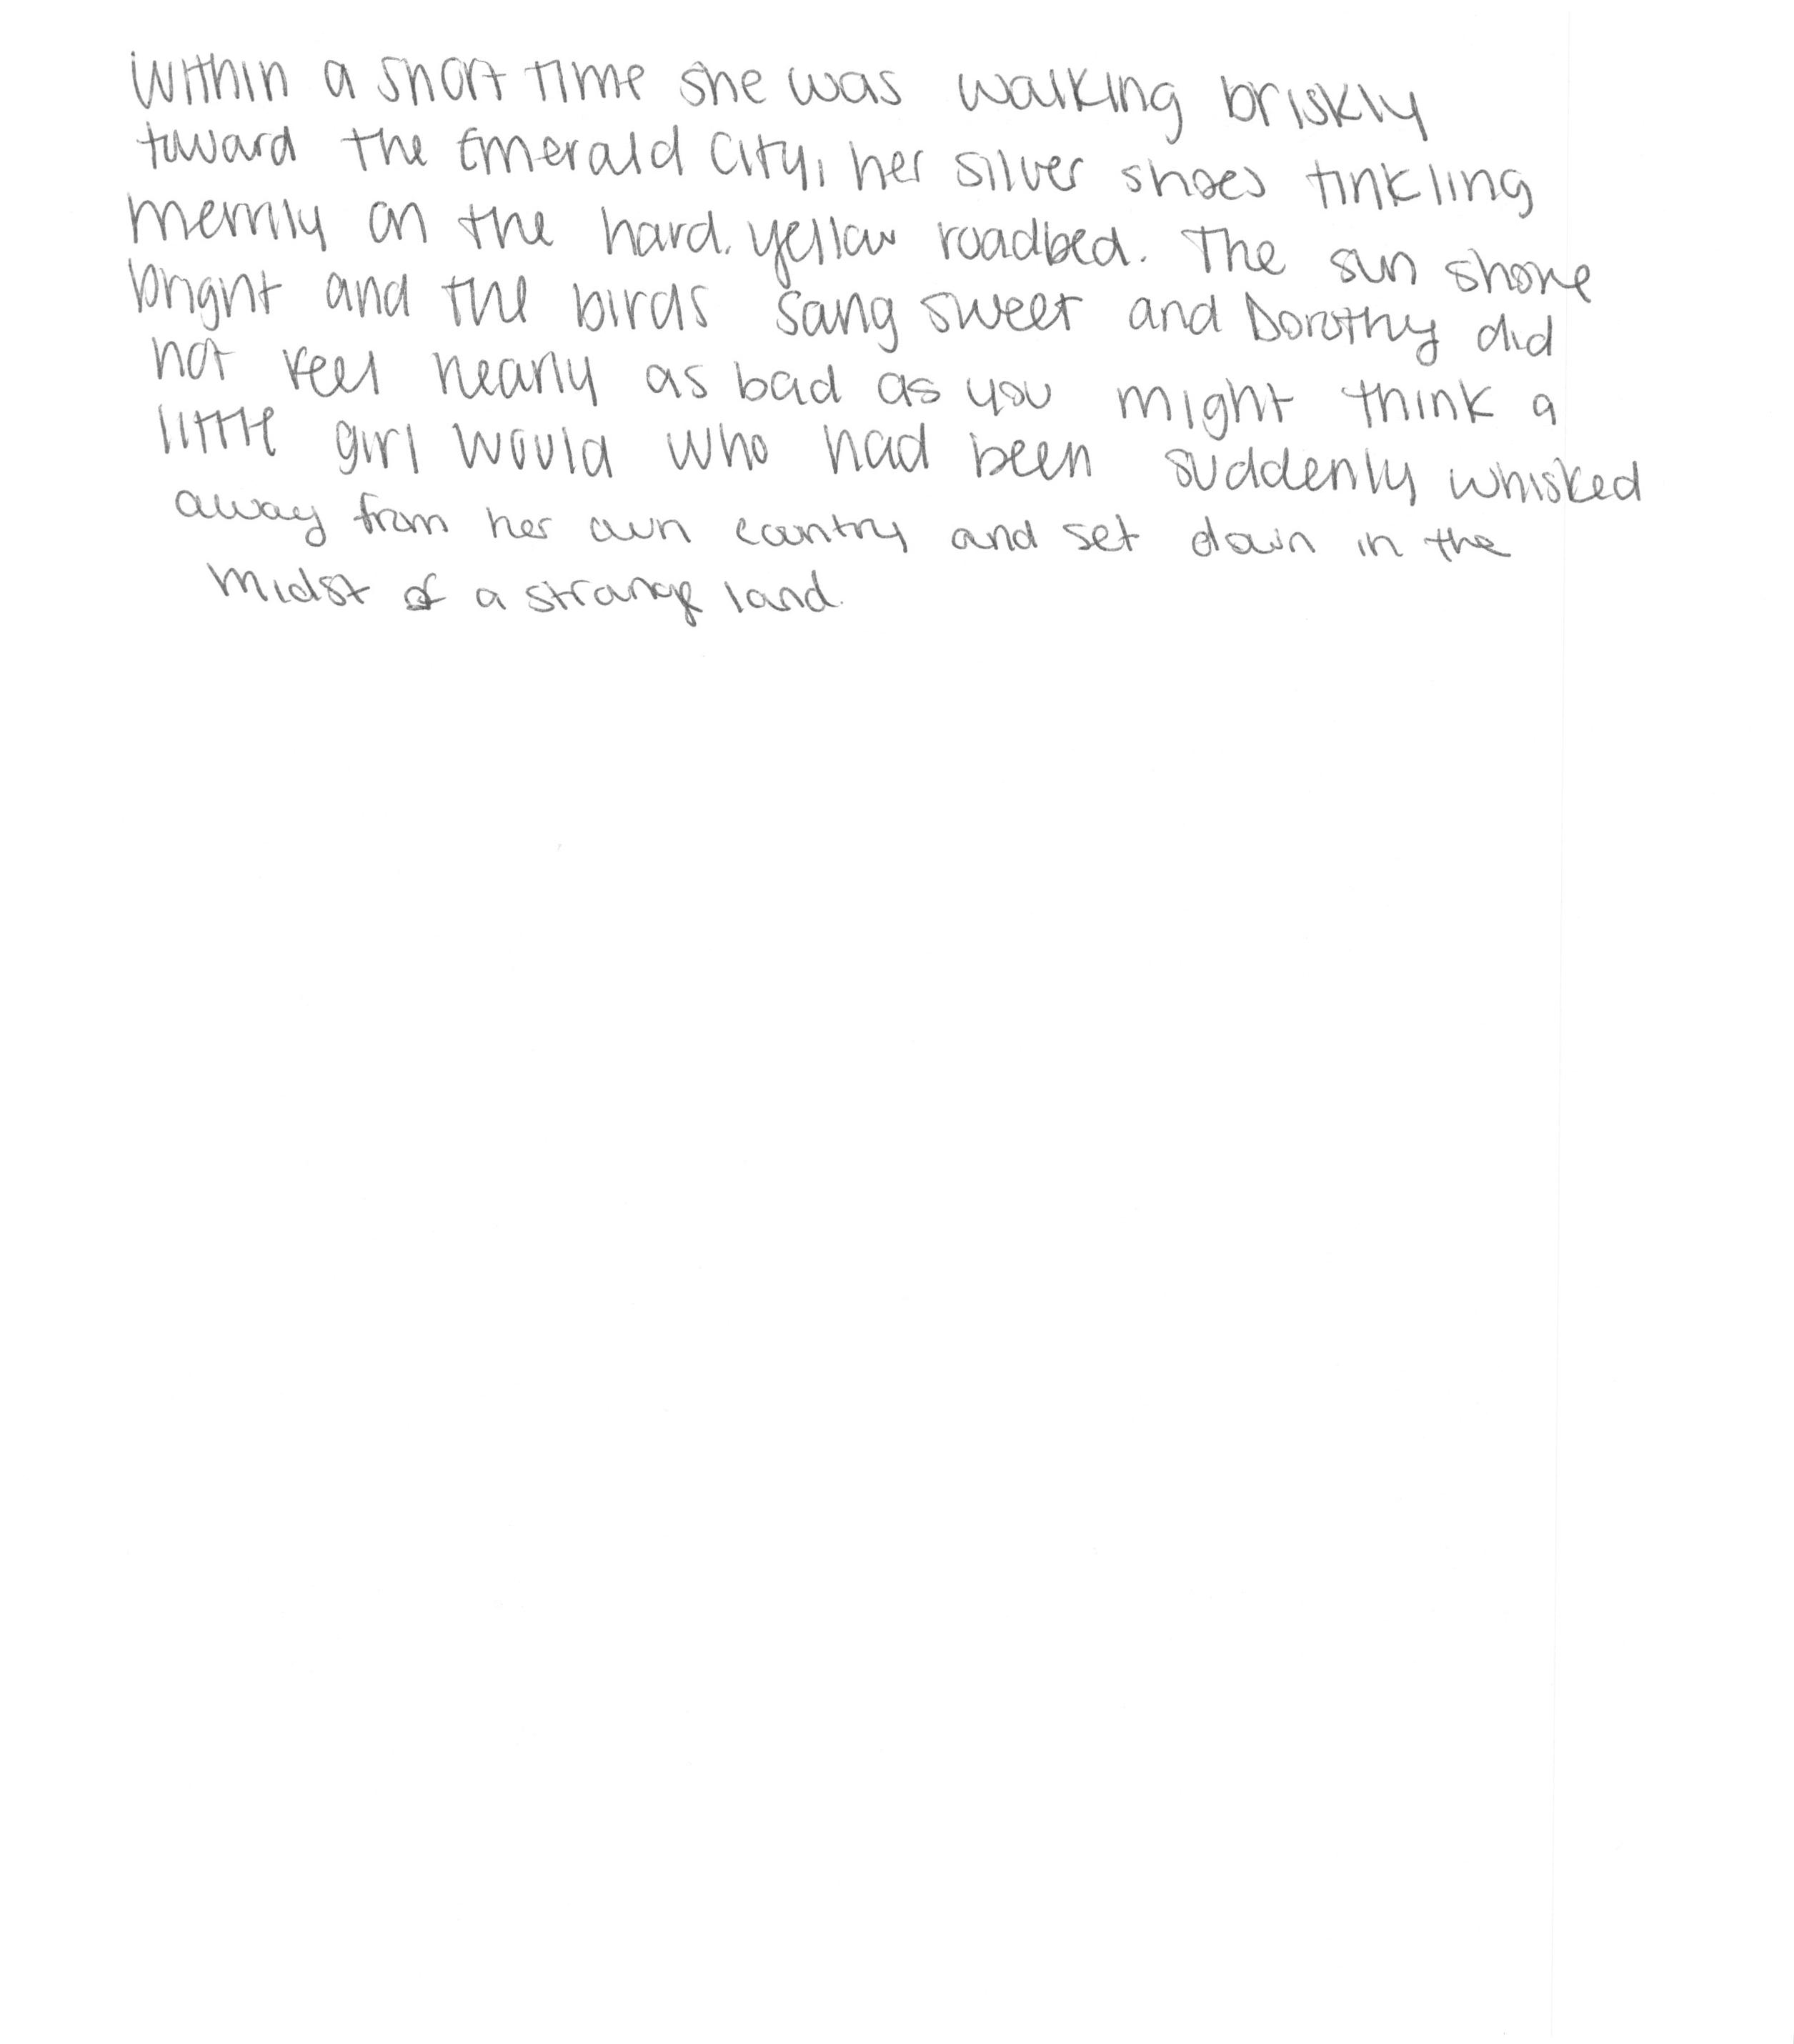 Within a short time she was walking briskly
toward the Emerald City, her silver shoes tinkling
merrily on the hard, yellow roadbed. The sun shone
bright and the birds sang sweet and Dorothy did
not feel nearly as bad as you might think a
little girl would who had been suddenly whisked
away from her own country and set down in the
midst of a strange land.